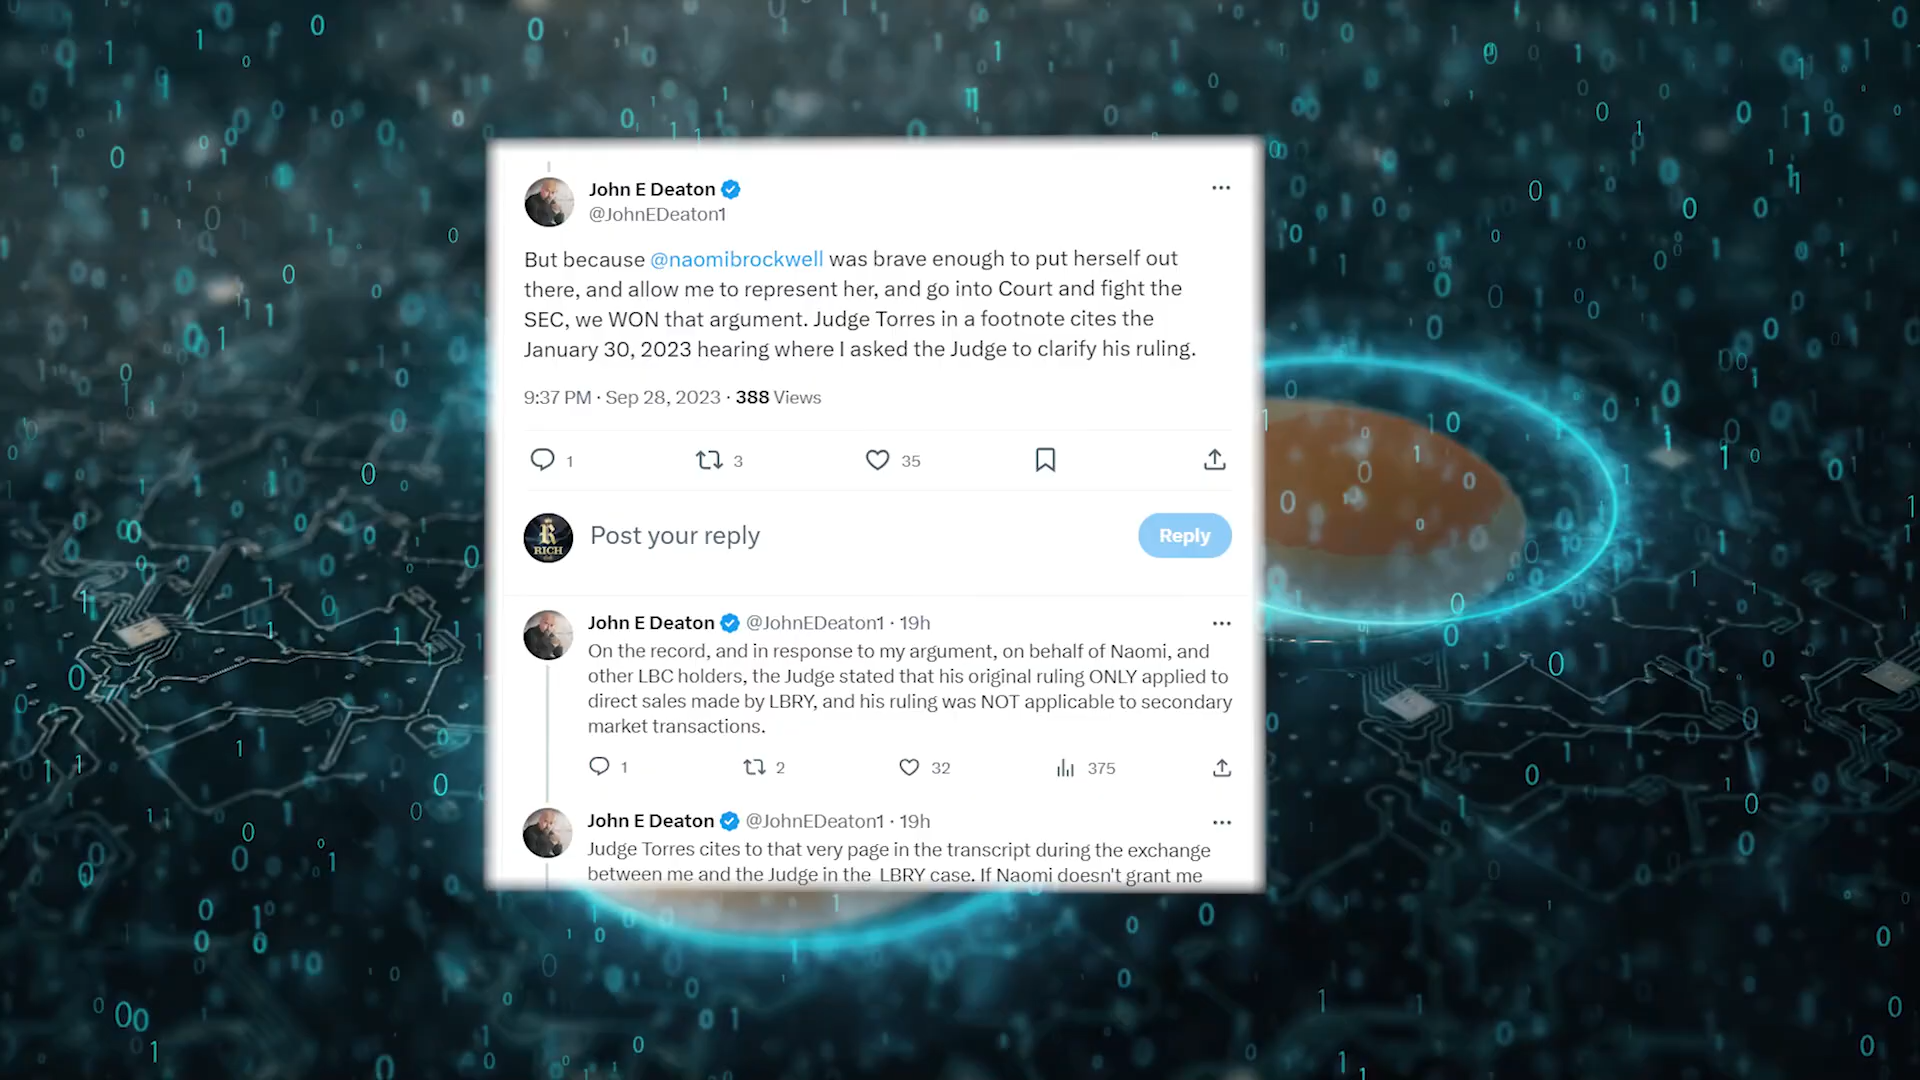 John E Deaton
@JohnEDeaton1
But because @naomibrockwell was brave enough to put herself out
there, and allow me to represent her, and go into Court and fight the
SEC, we WON that argument. Judge Torres in a footnote cites the
January 30, 2023 hearing where I asked the Judge to clarify his ruling.
9:37 PM · Sep 28, 2023 · 388 Views
1 3 35
R
RICH
Post your reply
Reply
John E Deaton @JohnEDeaton1 · 19h
On the record, and in response to my argument, on behalf of Naomi, and
other LBC holders, the Judge stated that his original ruling ONLY applied to
direct sales made by LBRY, and his ruling was NOT applicable to secondary
market transactions.
1 2 32 375
John E Deaton @JohnEDeaton1 · 19h
Judge Torres cites to that very page in the transcript during the exchange
between me and the Judge in the LBRY case. If Naomi doesn't grant me